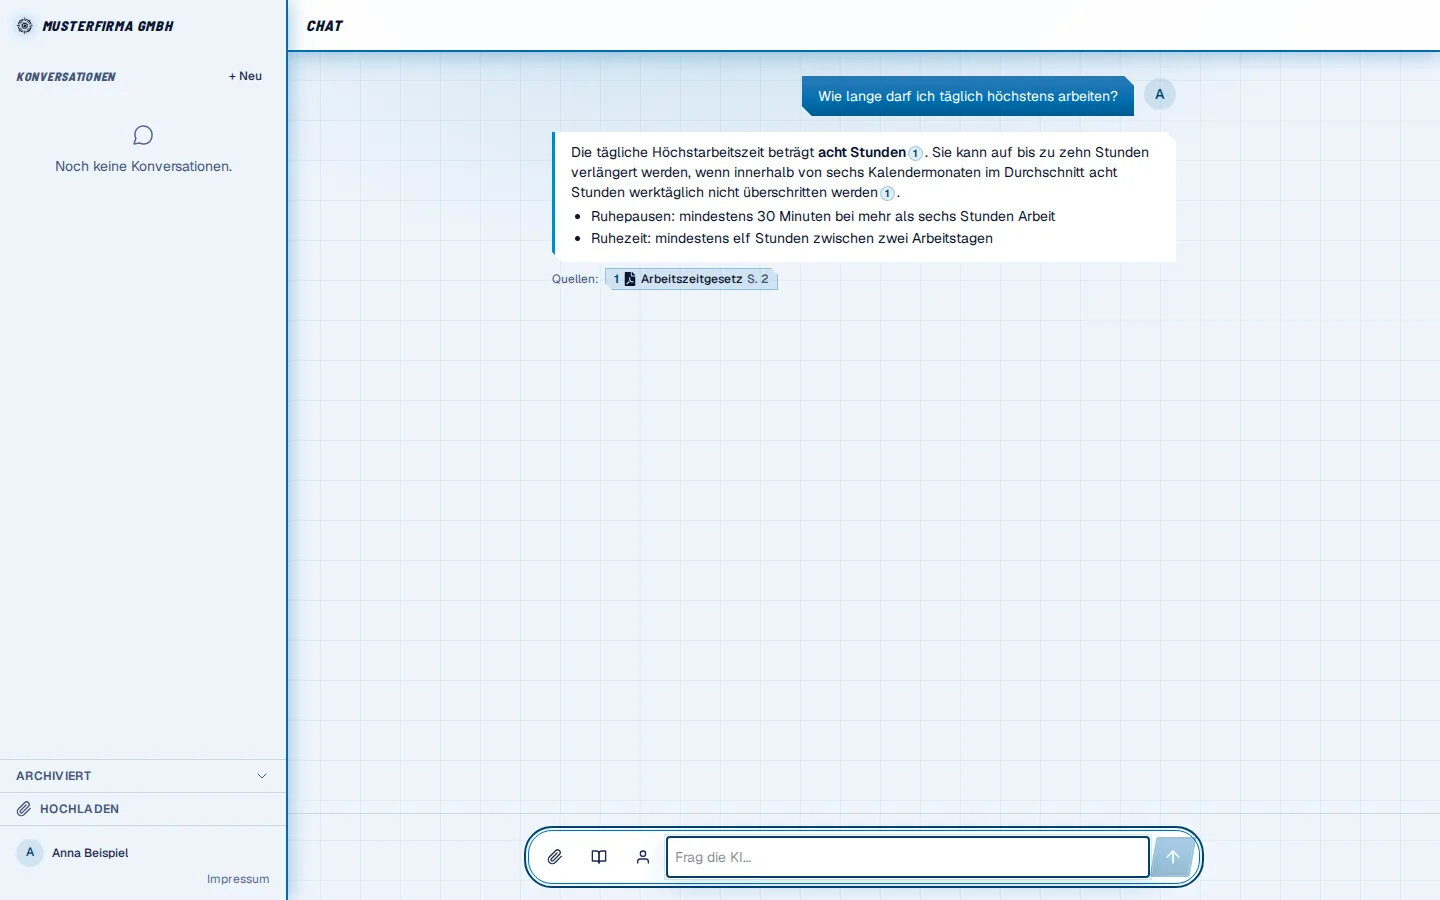 MUSTERFIRMA GMBH
KONVERSATIONEN
+ Neu
Noch keine Konversationen.
ARCHIVIERT
HOCHLADEN
A Anna Beispiel
Impressum
CHAT
Wie lange darf ich täglich höchstens arbeiten?
A
Die tägliche Höchstarbeitszeit beträgt acht Stunden 1. Sie kann auf bis zu zehn Stunden
verlängert werden, wenn innerhalb von sechs Kalendermonaten im Durchschnitt acht
Stunden werktäglich nicht überschritten werden 1.
• Ruhepausen: mindestens 30 Minuten bei mehr als sechs Stunden Arbeit
• Ruhezeit: mindestens elf Stunden zwischen zwei Arbeitstagen
Quellen: 1 Arbeitszeitgesetz S. 2
Frag die KI...